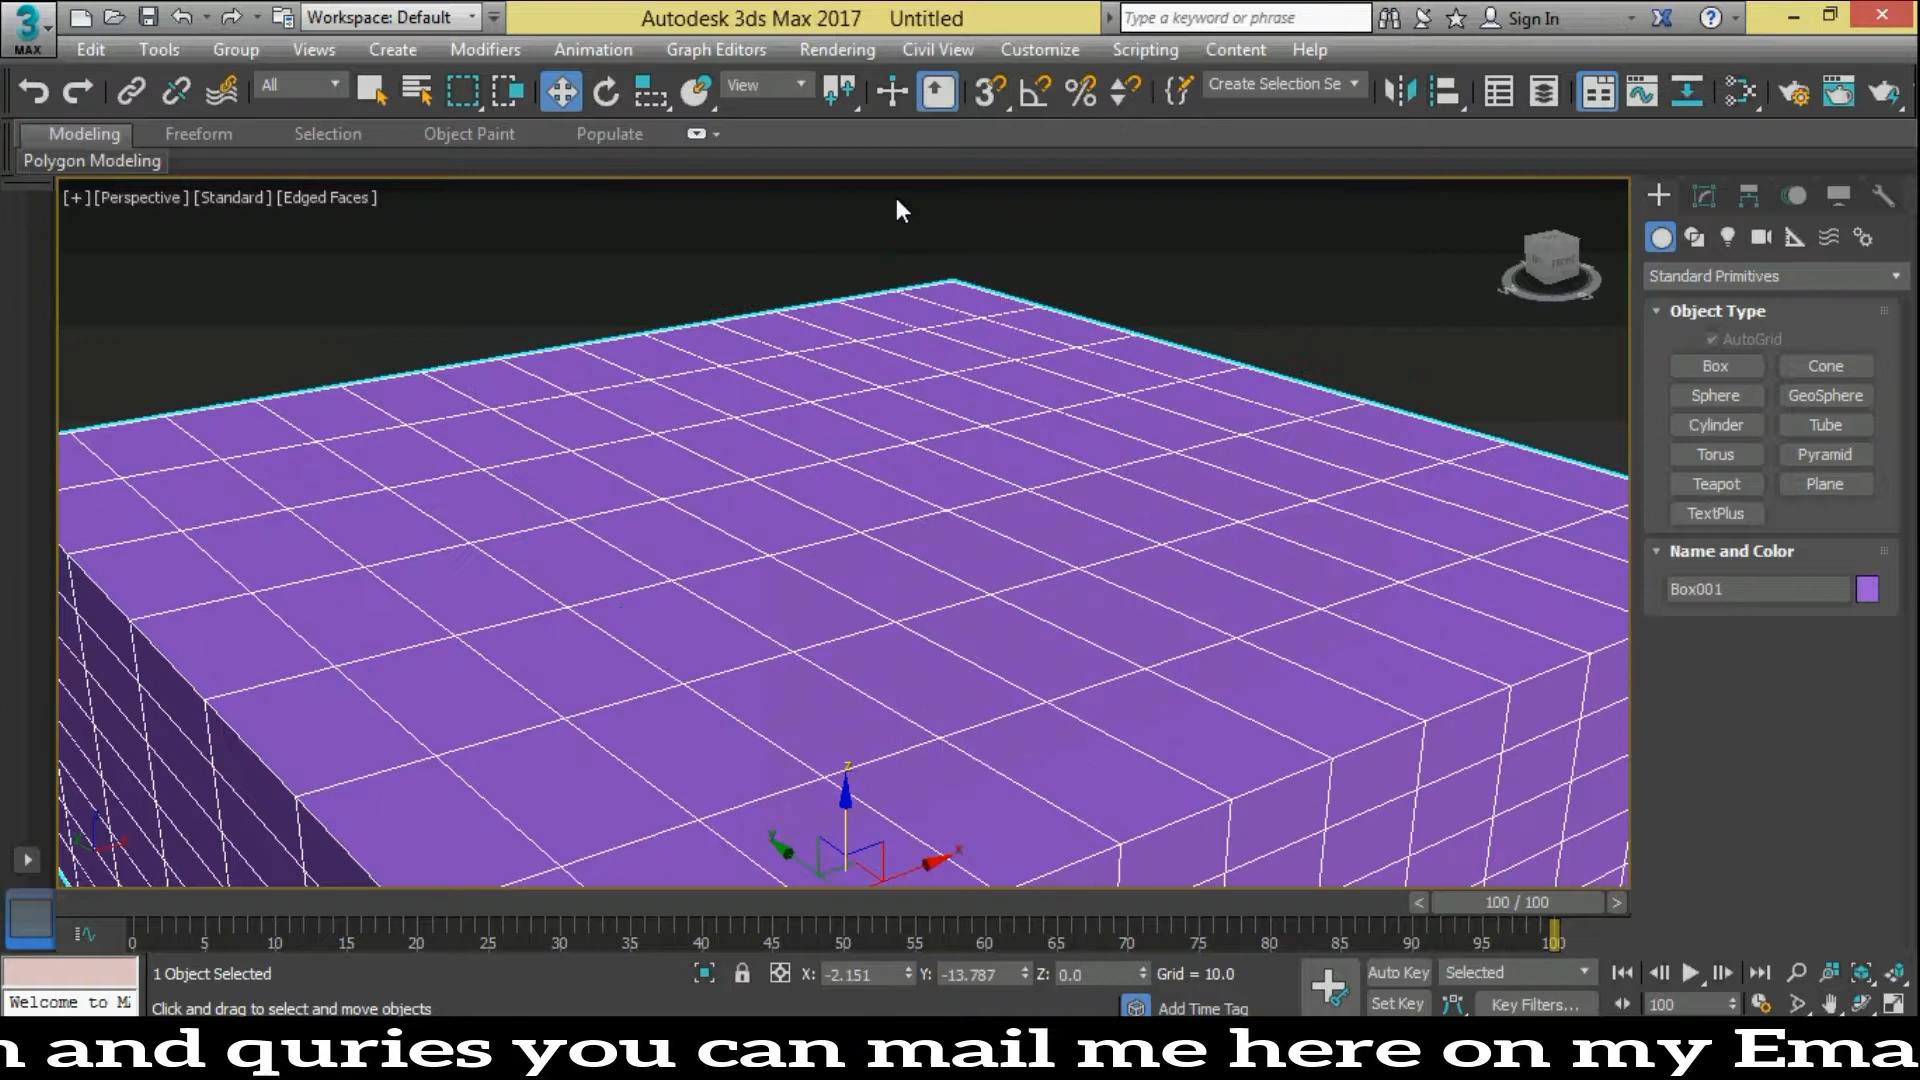 Workspace: Default
Autodesk 3ds Max 2017 Untitled
Type a keyword or phrase
Sign In
MAX
Edit Tools Group Views Create Modifiers Animation Graph Editors Rendering Civil View Customize Scripting Content Help
All
View
Create Selection Se
Modeling Freeform Selection Object Paint Populate
Polygon Modeling
[+] [Perspective] [Standard] [Edged Faces]
Standard Primitives
Object Type
AutoGrid
Box Cone
Sphere GeoSphere
Cylinder Tube
Torus Pyramid
Teapot Plane
TextPlus
Name and Color
Box001
z
y
x
< 100 / 100 >
0 5 10 15 20 25 30 35 40 45 50 55 60 65 70 75 80 85 90 95 100
1 Object Selected
X: -2.151 Y: -13.787 Z: 0.0 Grid = 10.0
Auto Key Selected
Welcome to M
Click and drag to select and move objects
Add Time Tag
Set Key Key Filters... 100
n and quries you can mail me here on my Ema